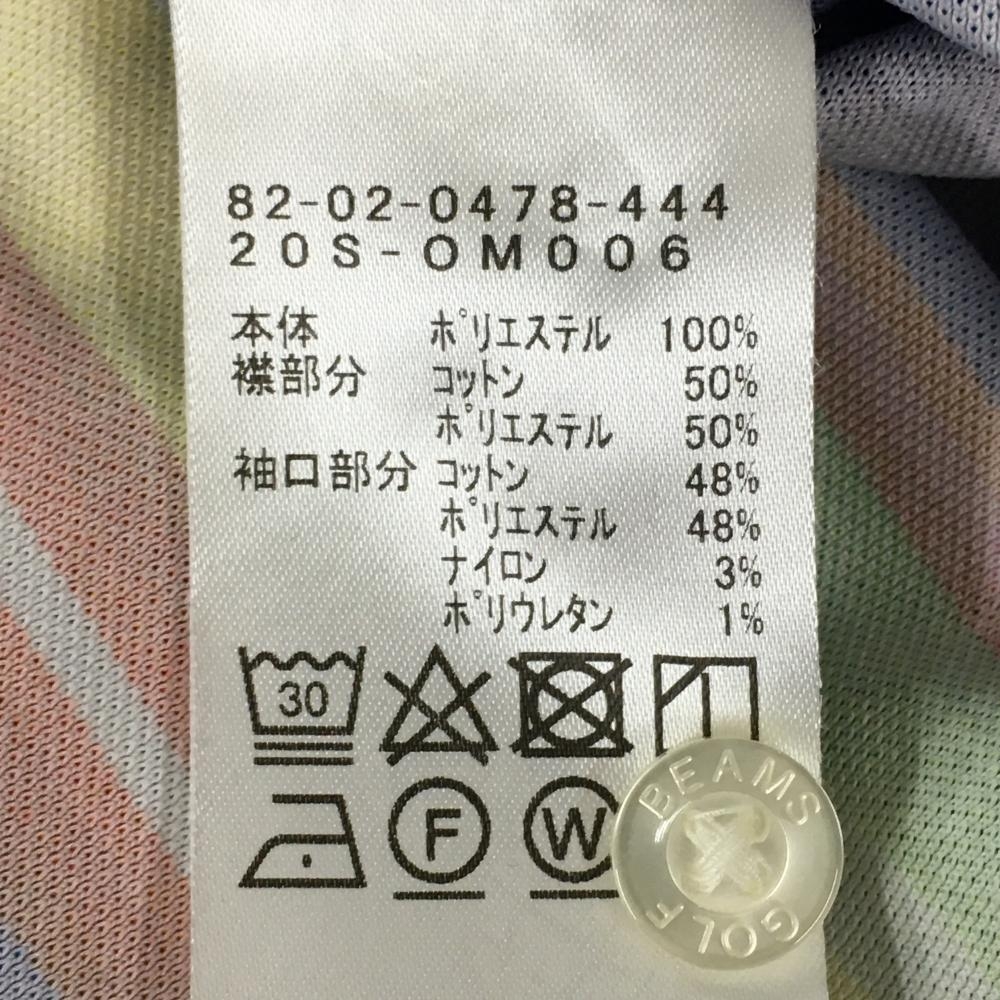 82-02-0478-444
20S-OM006
本体 ポリエステル 100%
襟部分 コットン 50%
ポリエステル 50%
袖口部分 コットン 48%
ポリエステル 48%
ナイロン 3%
ポリウレタン 1%
30
F W
BEAMS
GOLF